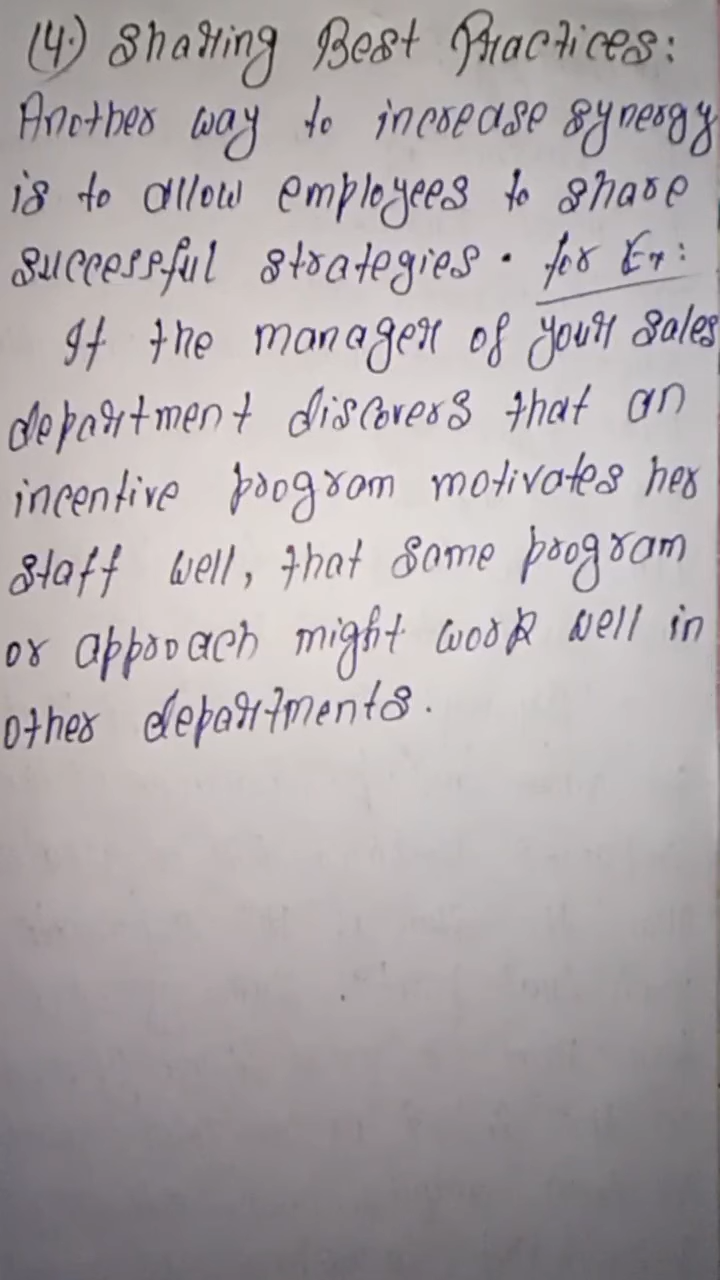 (4.) Sharing Best Practices:
Another way to increase synergy
is to allow employees to share
successful strategies. for Ex:
If the manager of your sales
department discovers that an
incentive program motivates her
staff well, that same program
or approach might work well in
other departments.